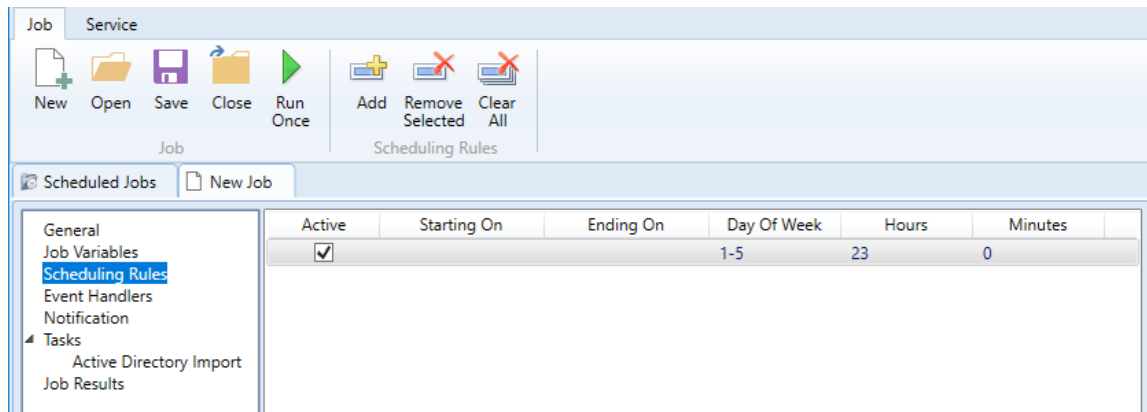 Job Service
New Open Save Close Run Once Add Remove Selected Clear All
Job Scheduling Rules
Scheduled Jobs New Job
General
Job Variables
Scheduling Rules
Event Handlers
Notification
Tasks
Active Directory Import
Job Results
Active Starting On Ending On Day Of Week Hours Minutes
1-5 23 0